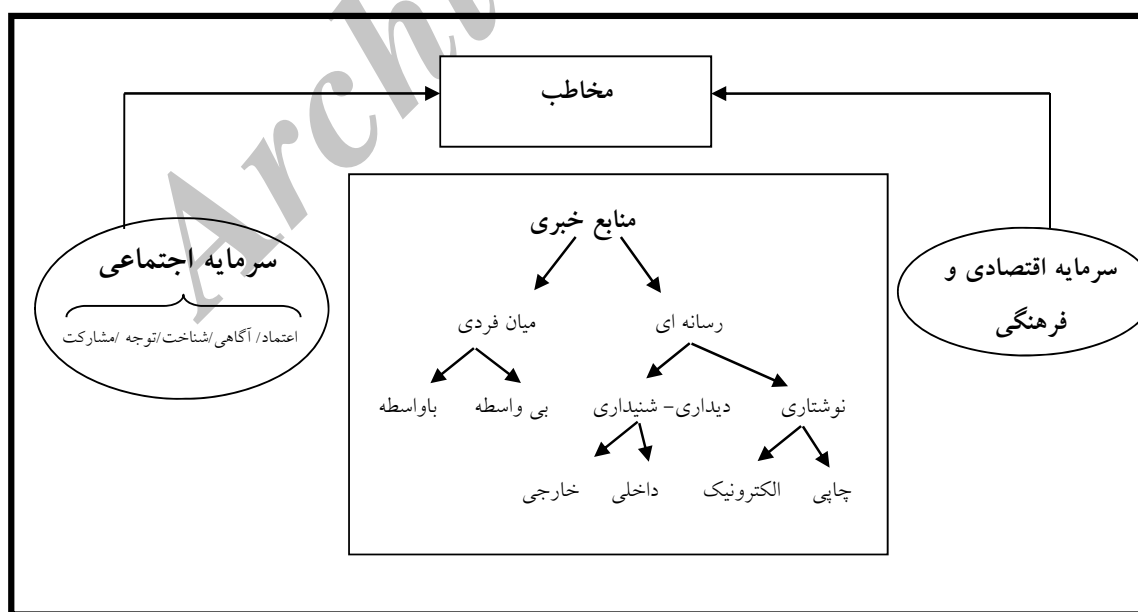 Archi
مخاطب
منابع خبری
سرمایه اقتصادی و
فرهنگی
سرمایه اجتماعی
اعتماد/ آگاهی/شناخت/توجه /مشارکت
رسانه ای
میان فردی
نوشتاری
دیداری– شنیداری
بی واسطه
باواسطه
چاپی
الکترونیک
داخلی
خارجی